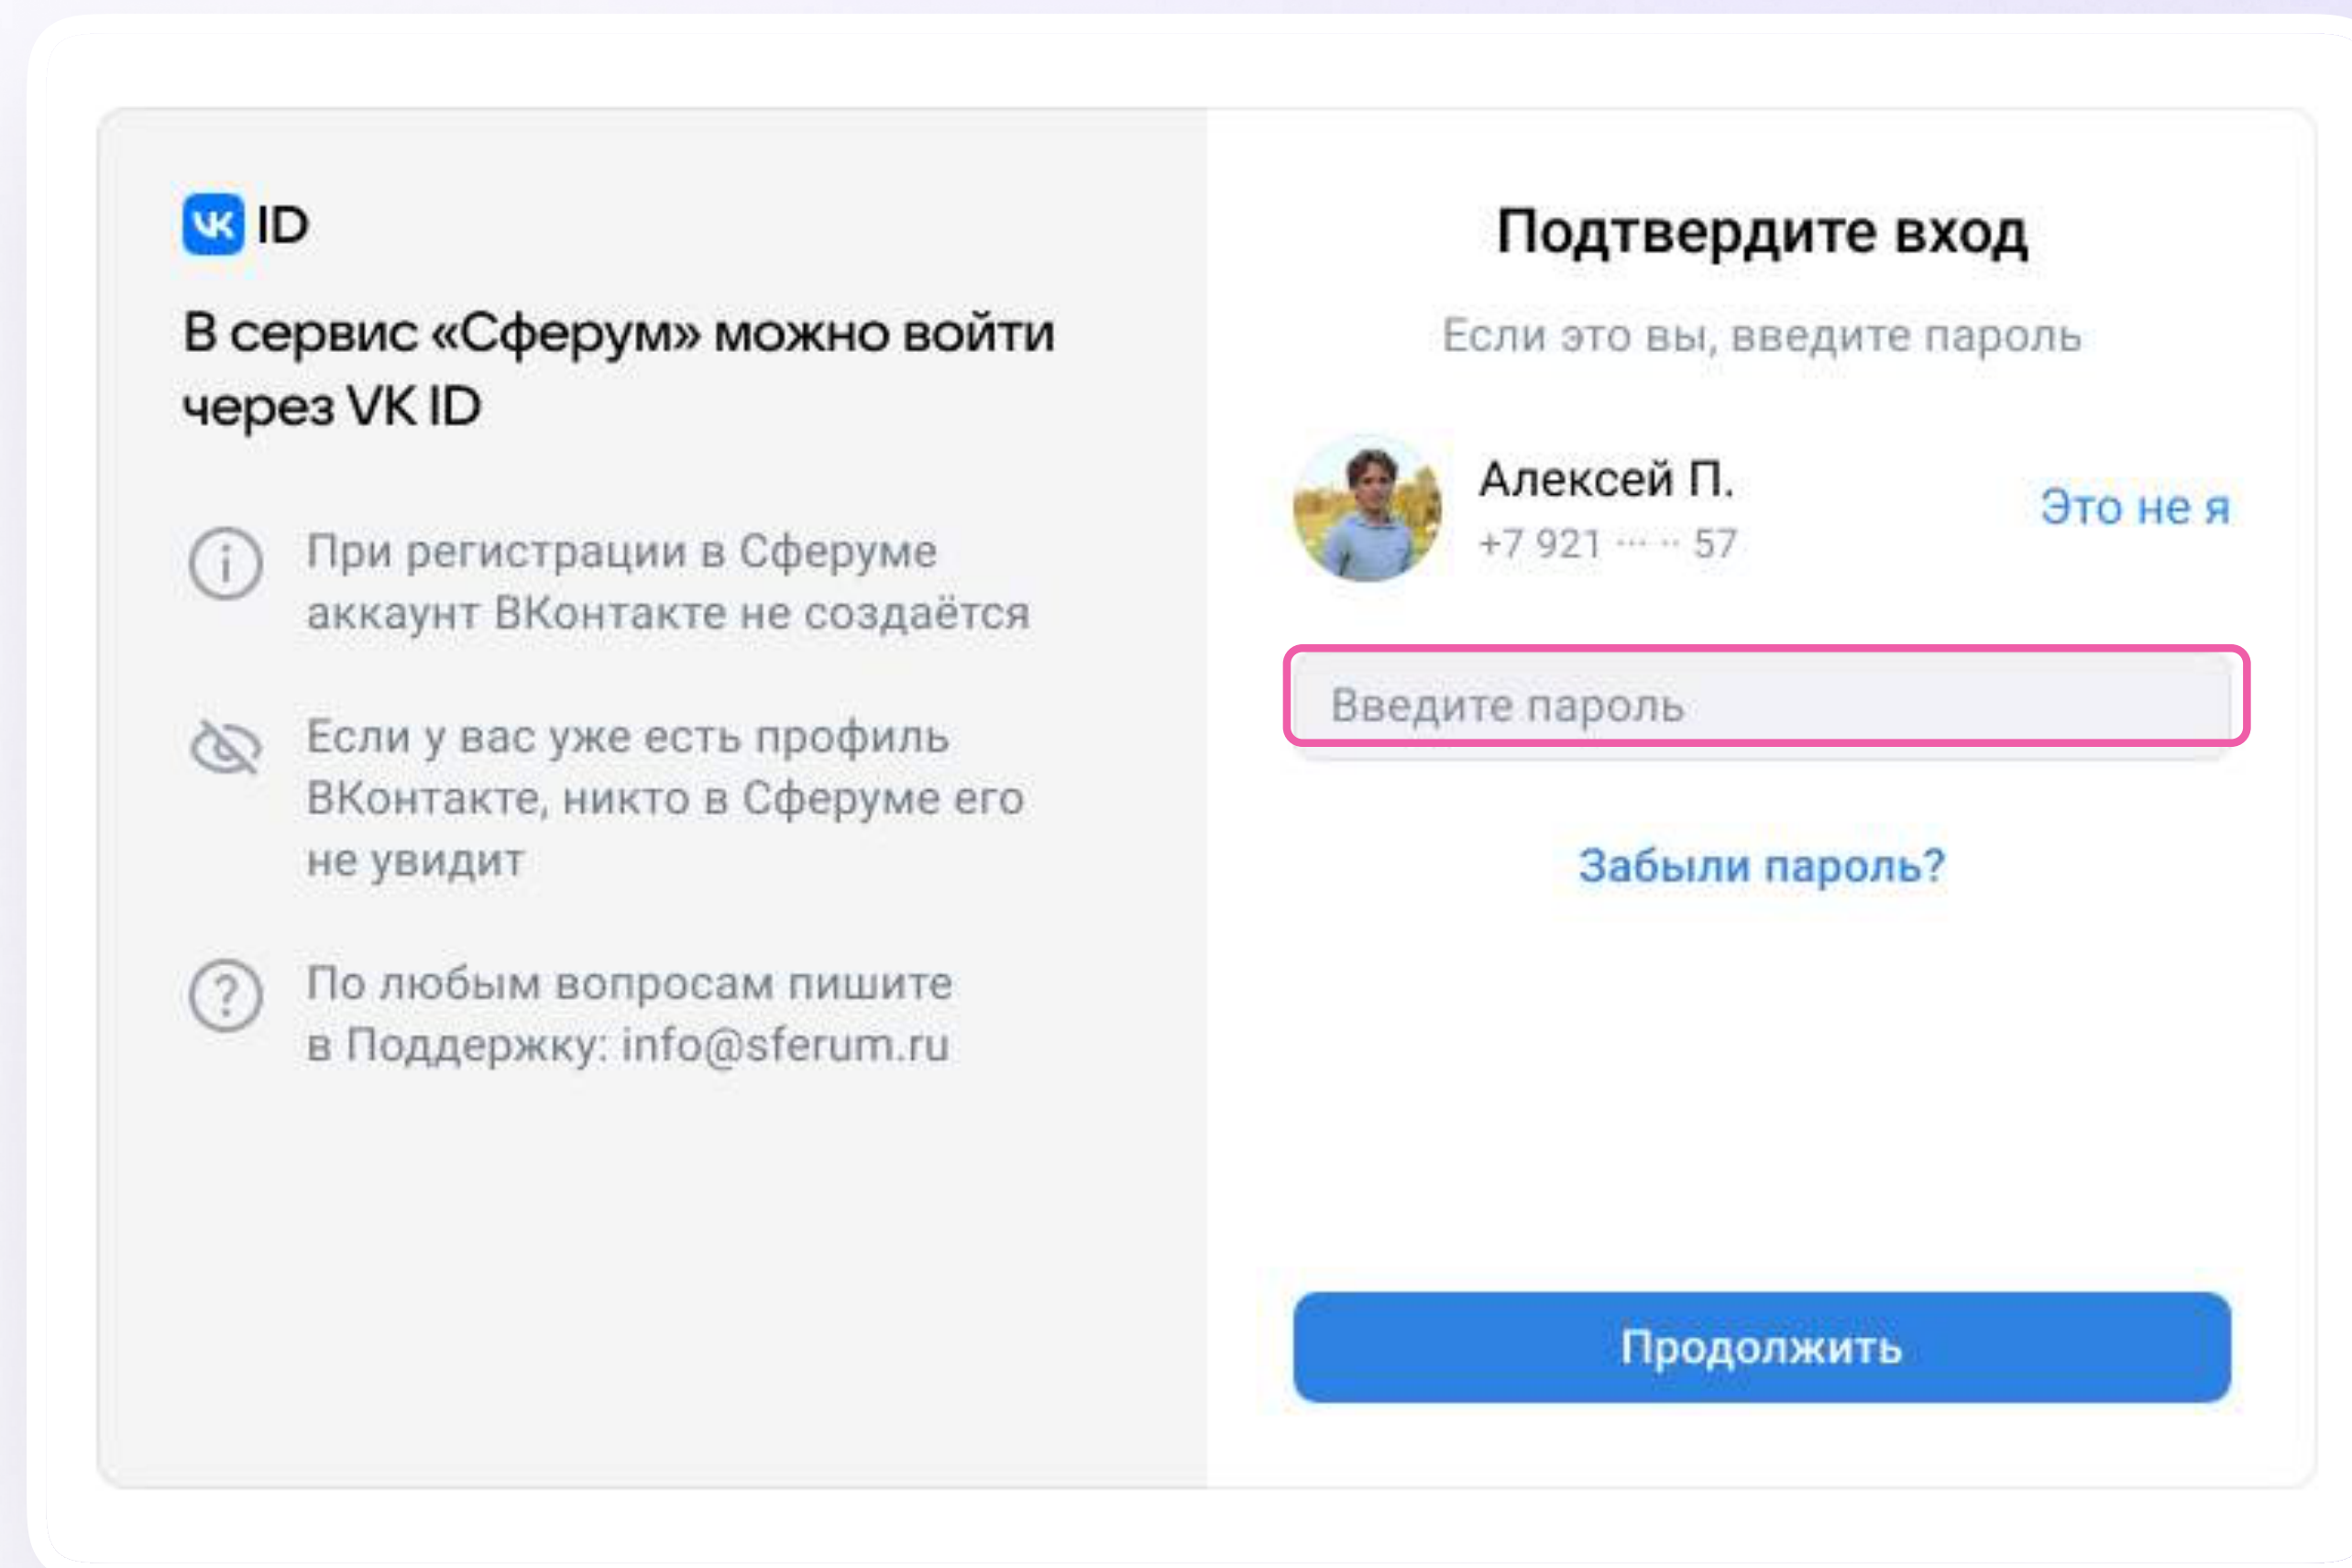 VK ID
В сервис «Сферум» можно войти
через VK ID
При регистрации в Сферуме
аккаунт ВКонтакте не создаётся
Если у вас уже есть профиль
ВКонтакте, никто в Сферуме его
не увидит
По любым вопросам пишите
в Поддержку: info@sferum.ru
Подтвердите вход
Если это вы, введите пароль
Алексей П.
+7 921 ··· ·· 57
Это не я
Введите пароль
Забыли пароль?
Продолжить